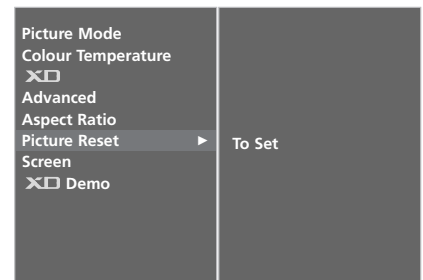 Picture Mode
Colour Temperature
XD
Advanced
Aspect Ratio
Picture Reset ►
To Set
Screen
XD Demo